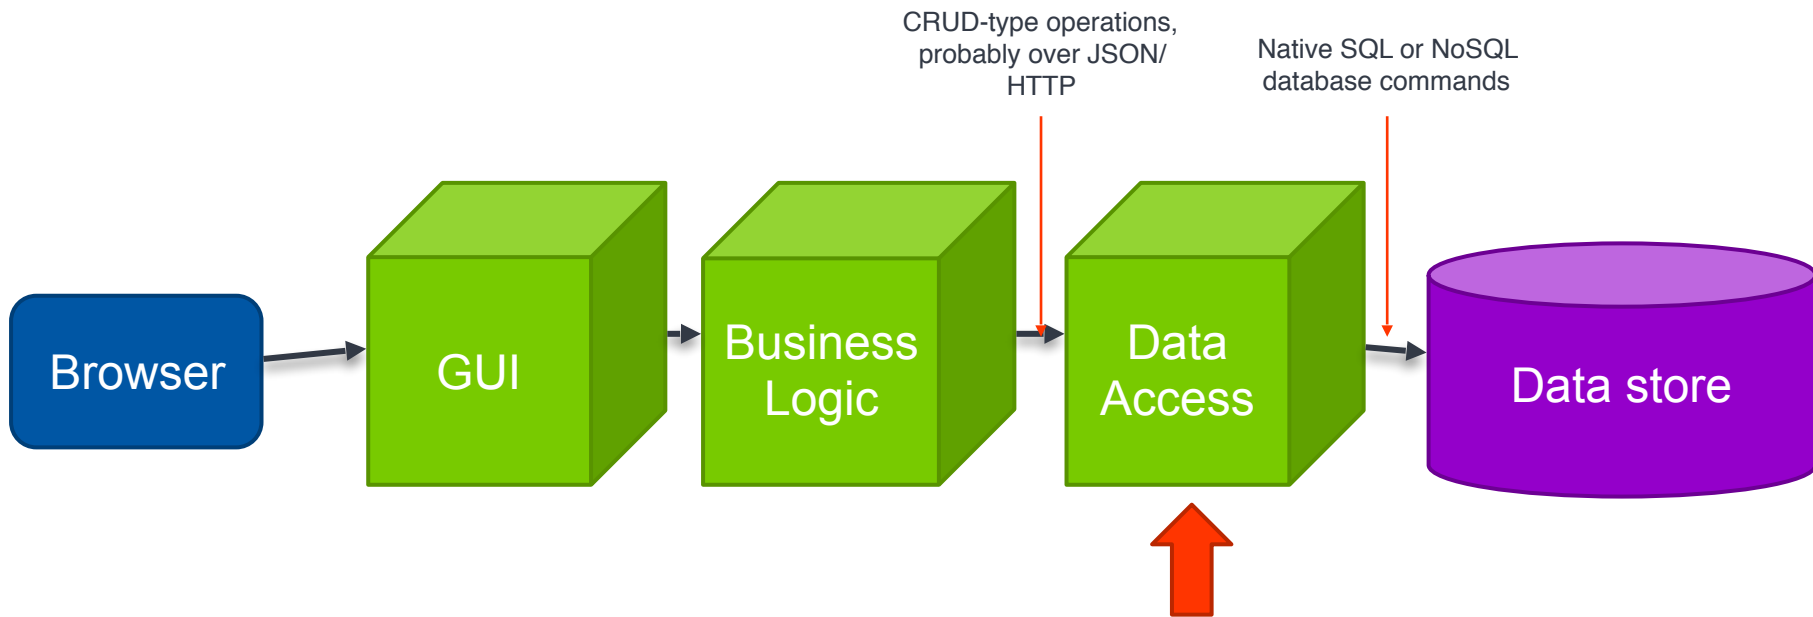 CRUD-type operations,
probably over JSON/
HTTP
Native SQL or NoSQL
database commands
Browser
GUI
Business
Logic
Data
Access
Data store